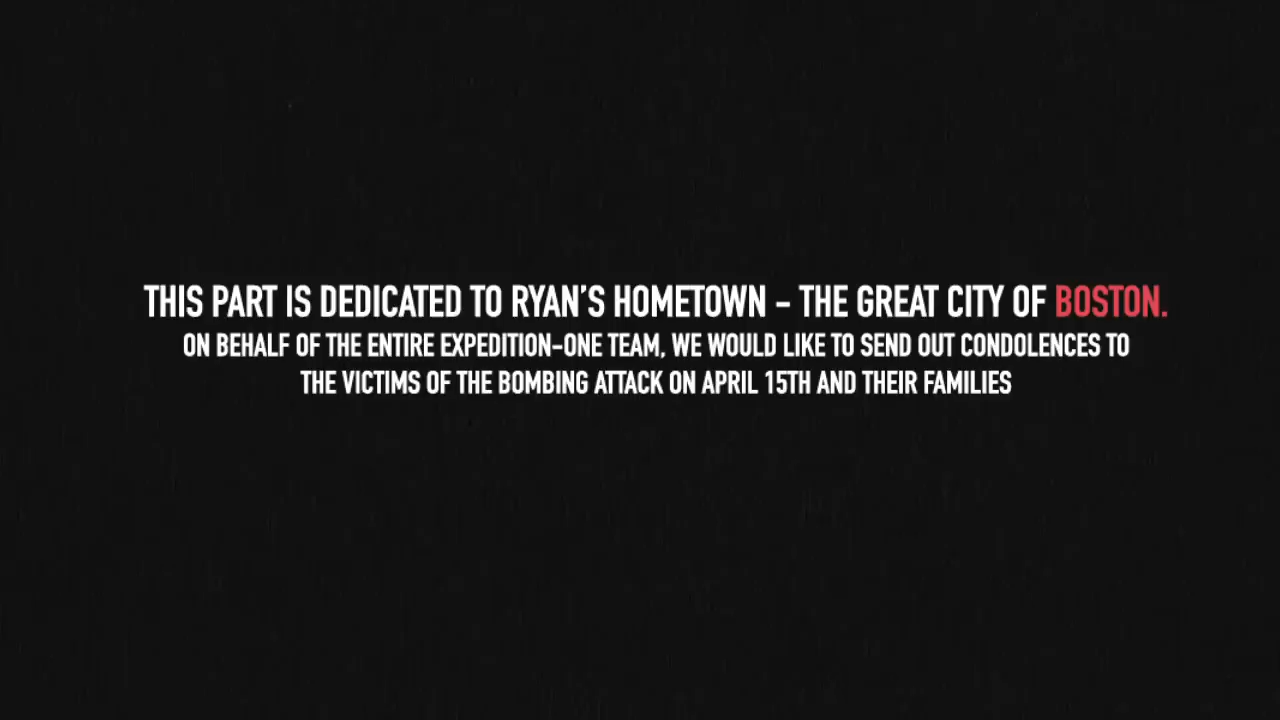 THIS PART IS DEDICATED TO RYAN'S HOMETOWN - THE GREAT CITY OF BOSTON.
ON BEHALF OF THE ENTIRE EXPEDITION-ONE TEAM, WE WOULD LIKE TO SEND OUT CONDOLENCES TO
THE VICTIMS OF THE BOMBING ATTACK ON APRIL 15TH AND THEIR FAMILIES